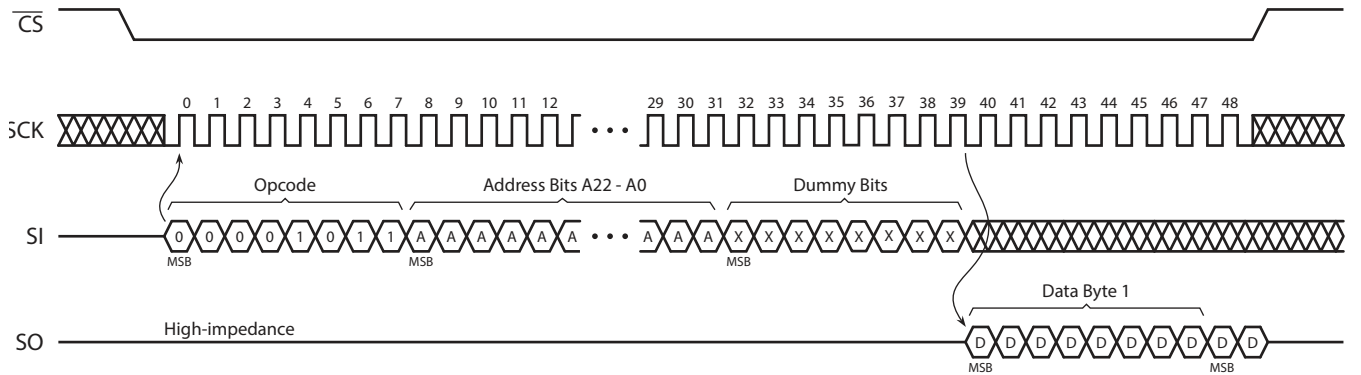 CS
0 1 2 3 4 5 6 7 8 9 10 11 12 29 30 31 32 33 34 35 36 37 38 39 40 41 42 43 44 45 46 47 48
SCK
Opcode Address Bits A22 - A0 Dummy Bits
SI 0 0 0 0 1 0 1 1 A A A A A A A A A X X X X X X X X
MSB MSB MSB
Data Byte 1
High-impedance
SO D D D D D D D D D D
MSB MSB